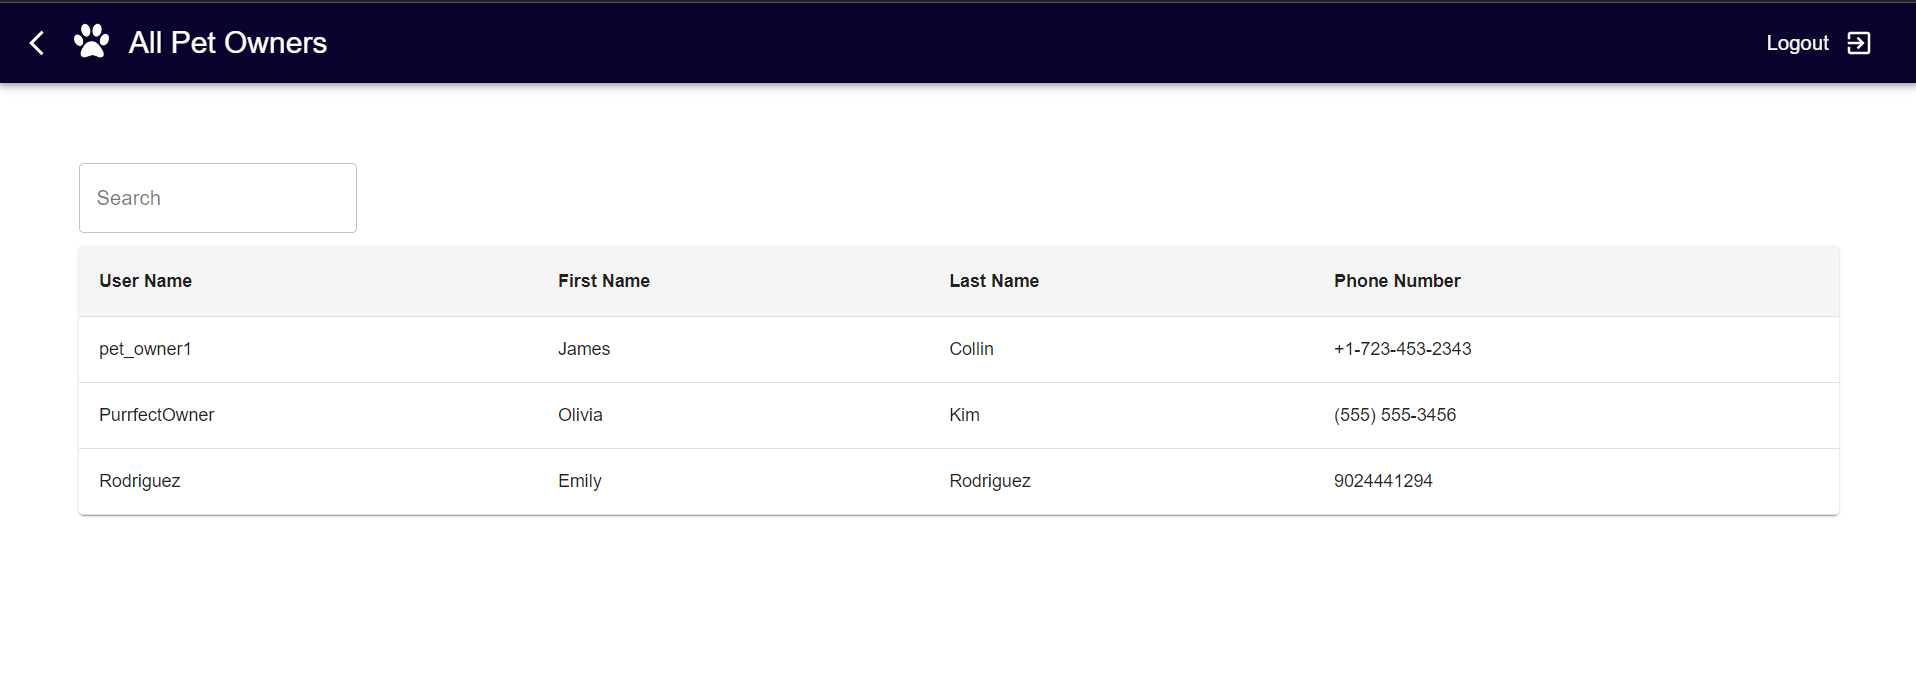 All Pet Owners
Logout
Search
User Name First Name Last Name Phone Number
pet_owner1 James Collin +1-723-453-2343
PurrfectOwner Olivia Kim (555) 555-3456
Rodriguez Emily Rodriguez 9024441294